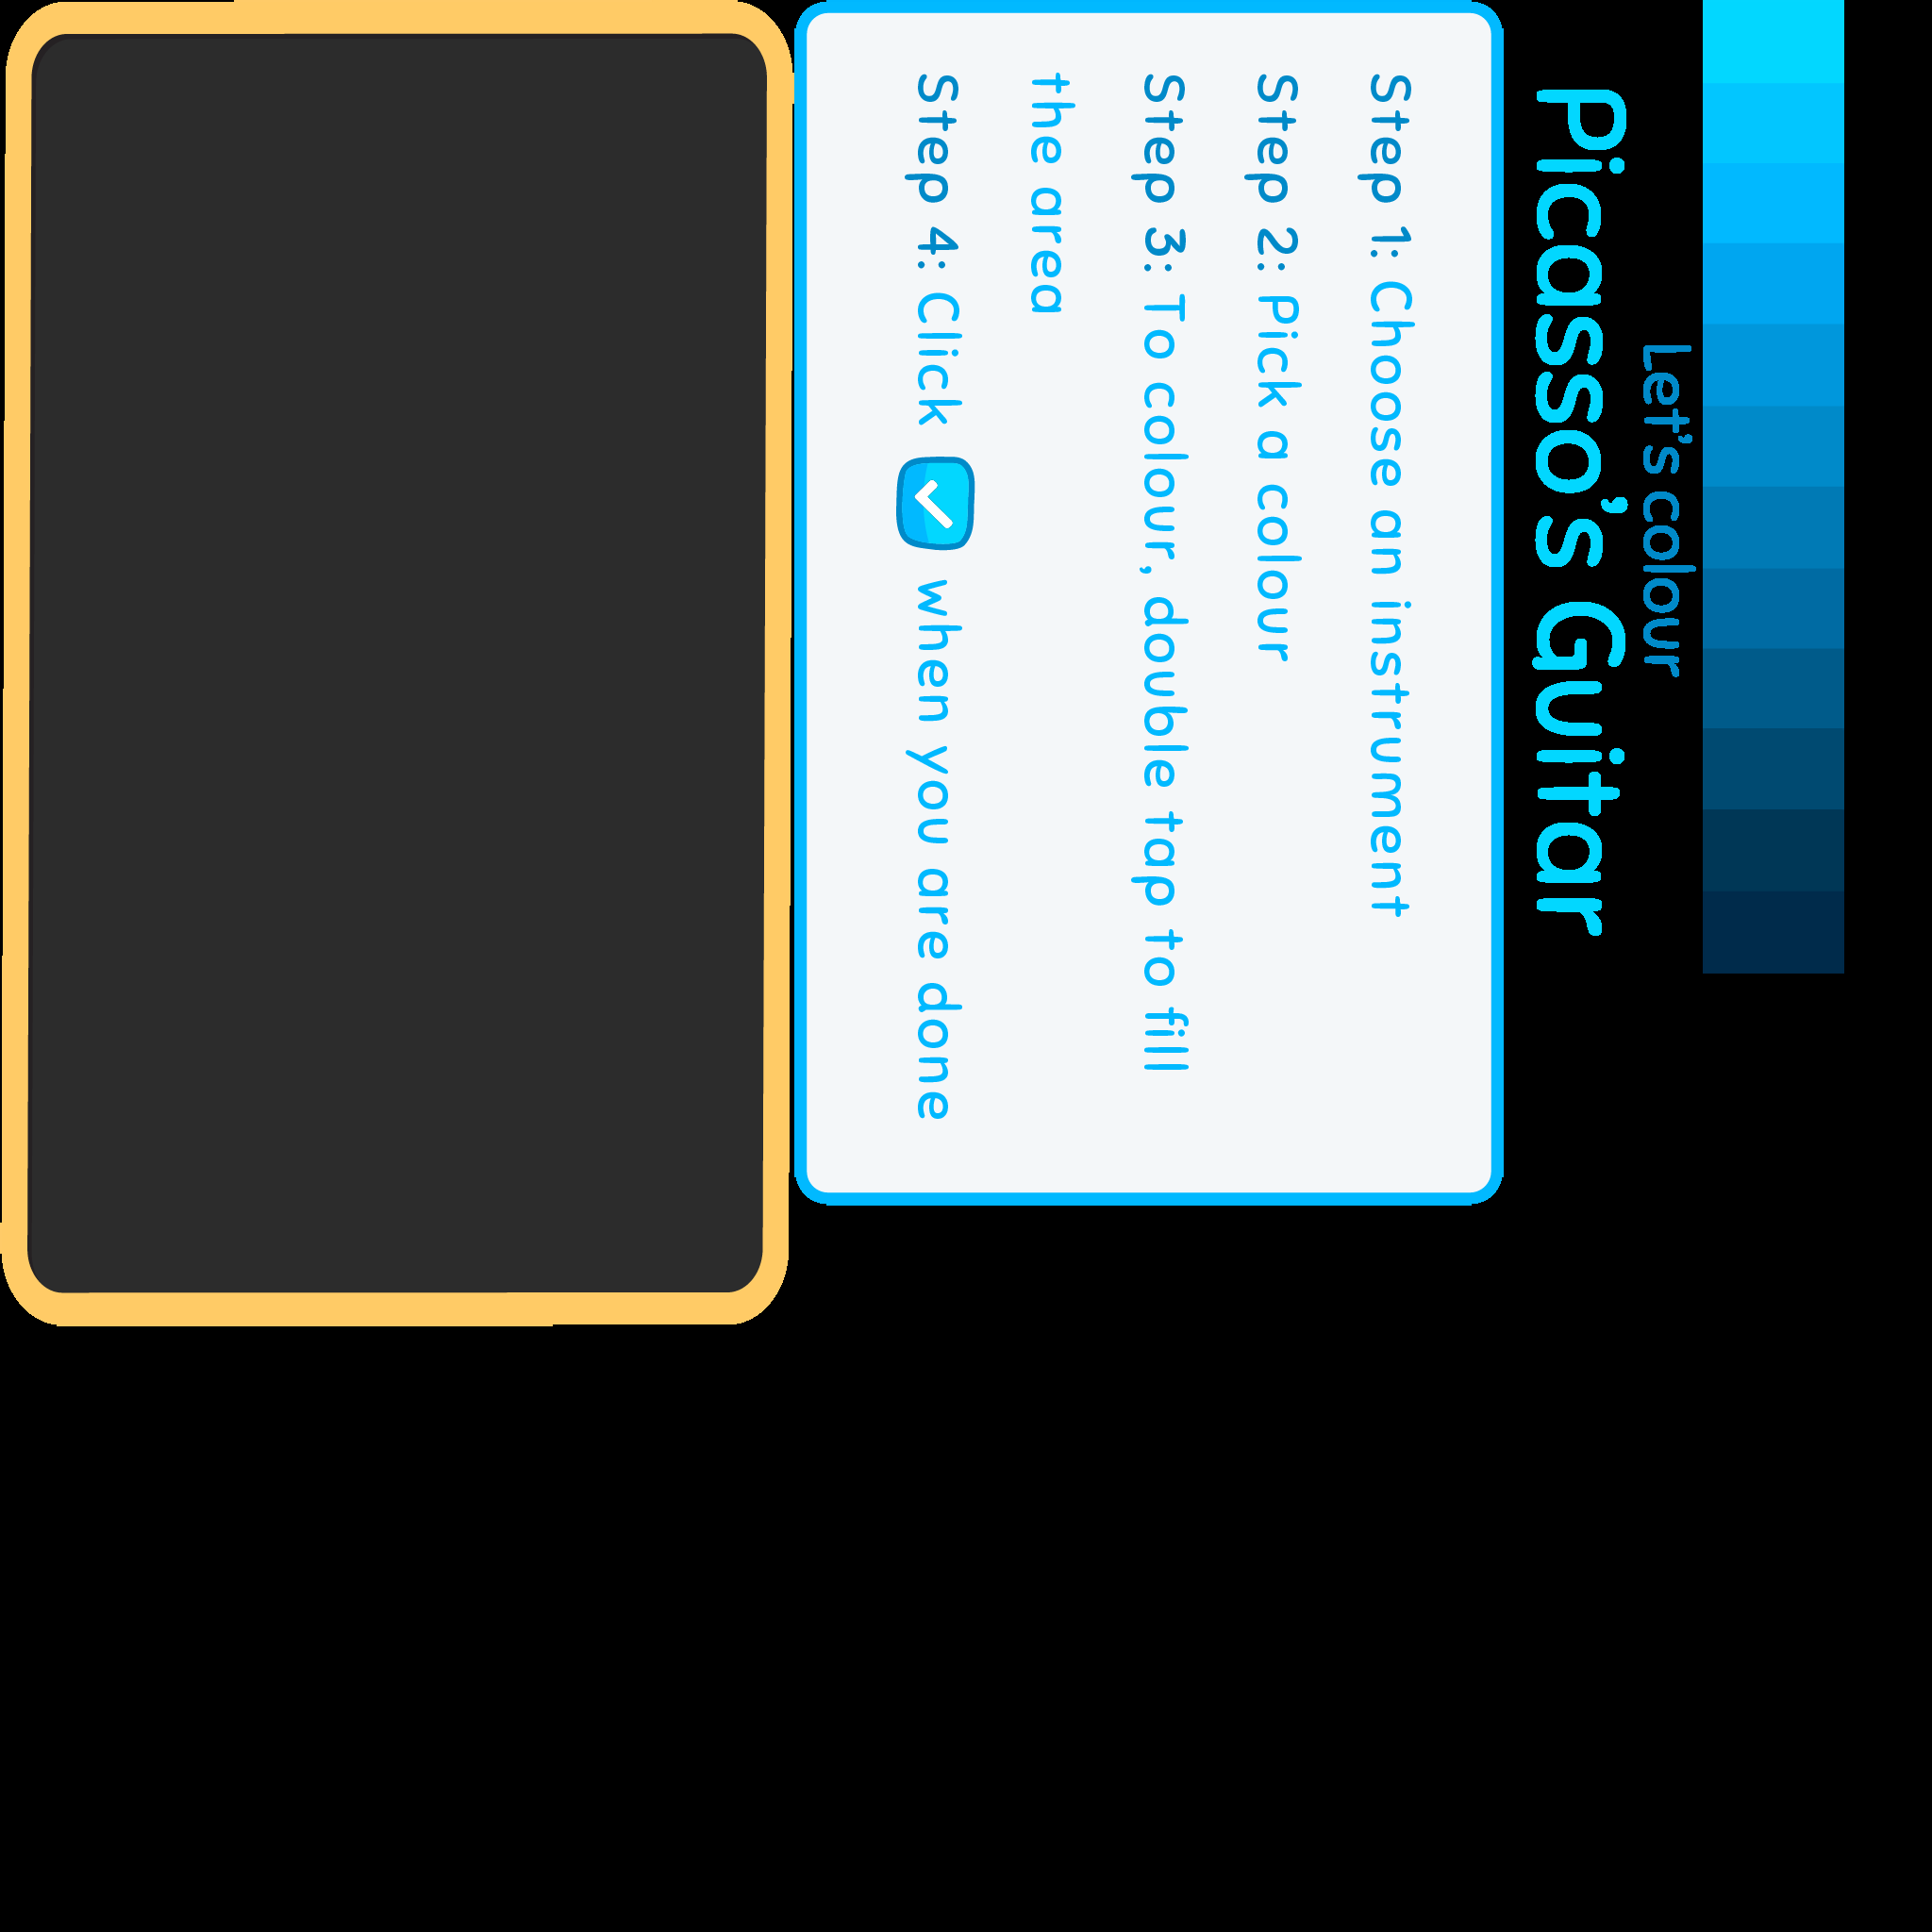 Let's colour
Picasso's Guitar
Step 1: Choose an instrument
Step 2: Pick a colour
Step 3: To colour, double tap to fill
the area
Step 4: Click when you are done